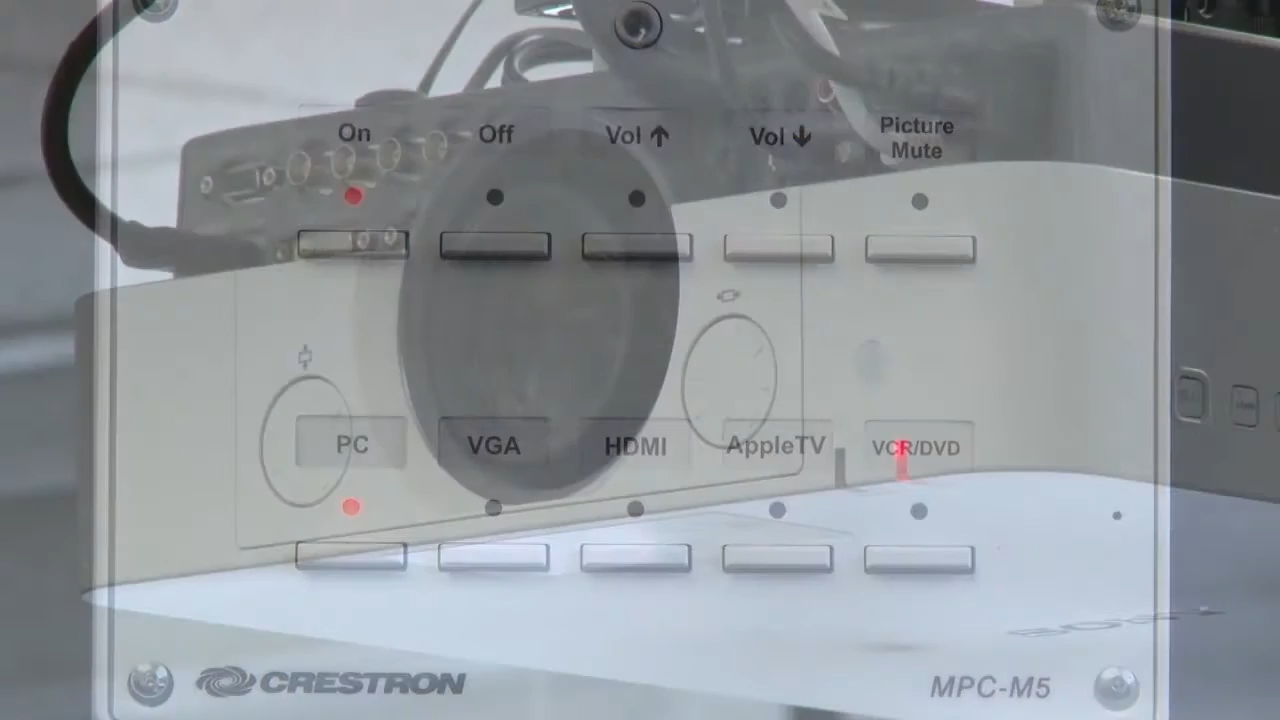 On Off Vol ↑ Vol ↓ Picture Mute
PC VGA HDMI AppleTV VCR/DVD
CRESTRON MPC-M5